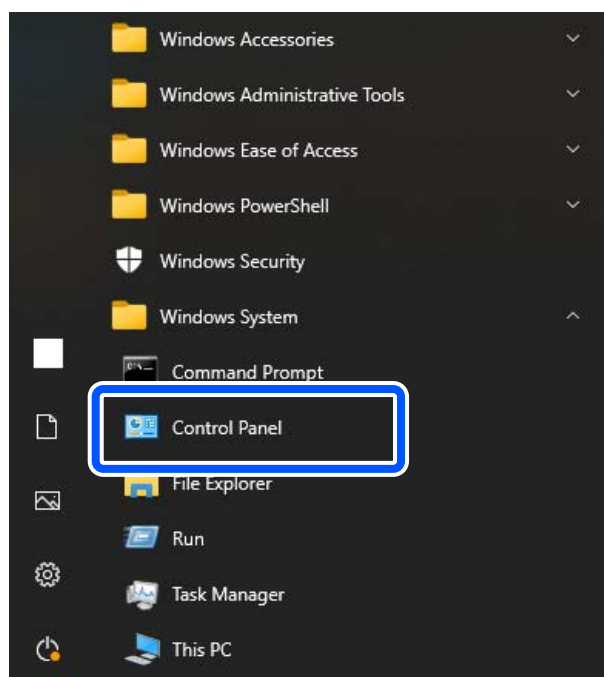 Windows Accessories
Windows Administrative Tools
Windows Ease of Access
Windows PowerShell
Windows Security
Windows System
Command Prompt
Control Panel
File Explorer
Run
Task Manager
This PC